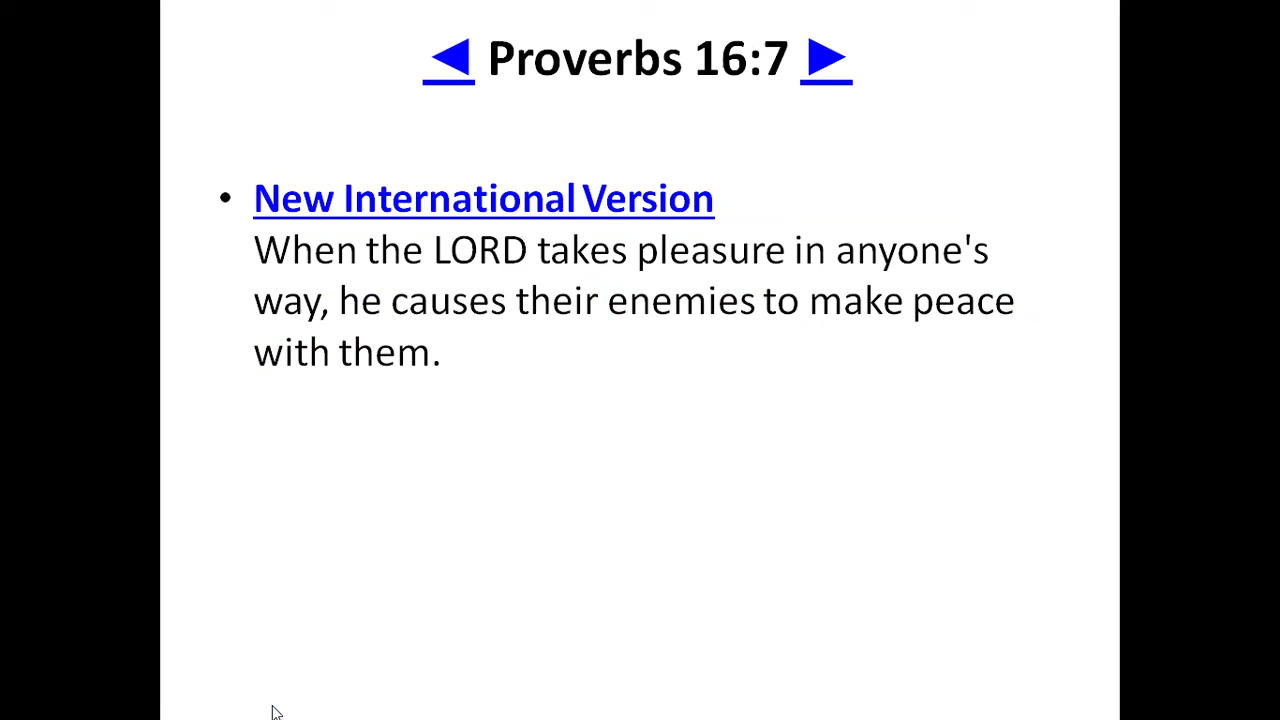 ◄ Proverbs 16:7 ►
• New International Version
When the LORD takes pleasure in anyone's
way, he causes their enemies to make peace
with them.